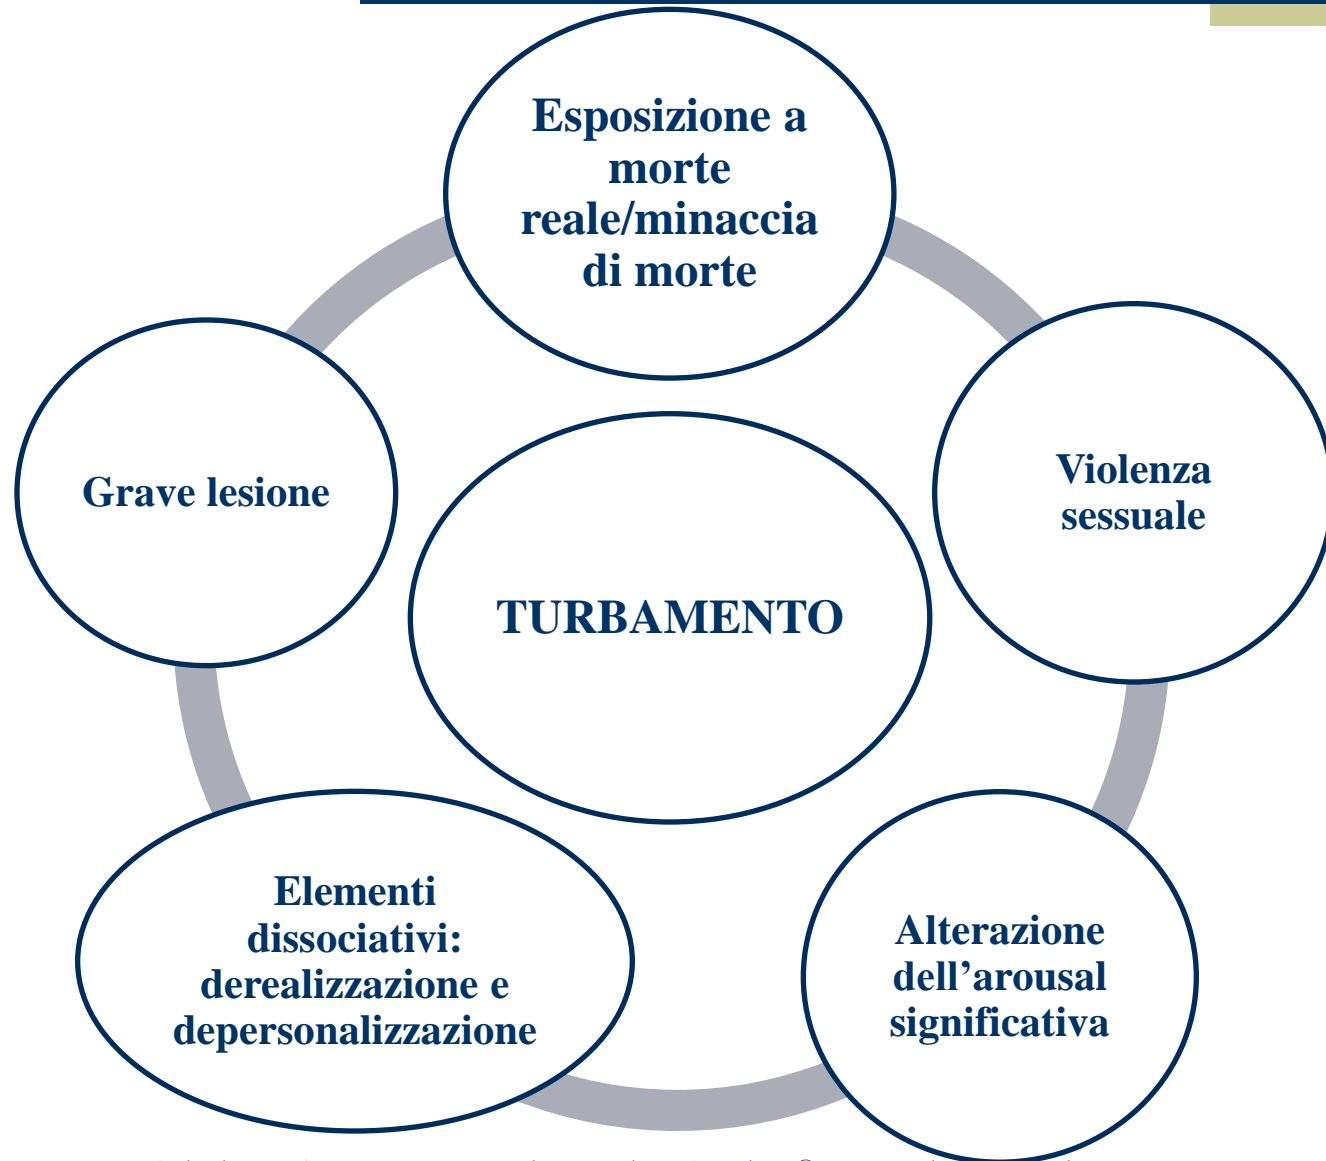 Esposizione a
morte
reale/minaccia
di morte
Violenza
sessuale
Grave lesione
TURBAMENTO
Alterazione
dell’arousal
significativa
Elementi
dissociativi:
derealizzazione e
depersonalizzazione